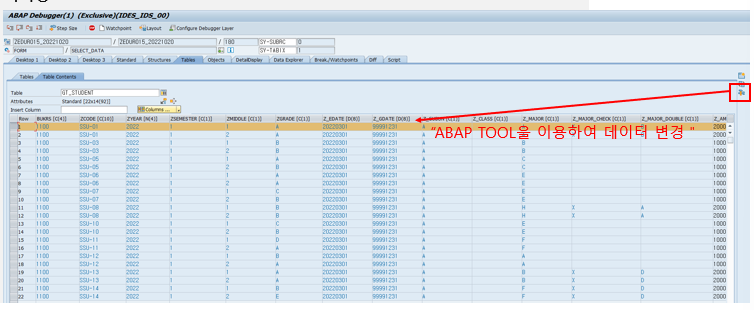 ABAP Debugger(1) (Exclusive)(IDES_IDS_00)
Step Size Watchpoint Layout Configure Debugger Layer
ZEDUR015_20221020 / ZEDUR015_20221020 / 180 SY-SUBRC 0
FORM / SELECT_DATA SY-TABIX 1
Desktop 1 Desktop 2 Desktop 3 Standard Structures Tables Objects DetailDisplay Data Explorer Break./Watchpoints Diff Script
Tables Table Contents
Table GT_STUDENT
Attributes Standard [22x14(92)]
Insert Column Columns ...
Row BUKRS [C(4)] ZCODE [C(10)] ZYEAR [N(4)] ZSEMESTER [C(1)] ZMIDDLE [C(1)] ZGRADE [C(1)] Z_EDATE [D(8)] Z_GDATE [D(8)] Z_CLASS [C(1)] Z_MAJOR [C(1)] Z_MAJOR_CHECK [C(1)] Z_MAJOR_DOUBLE [C(1)] Z_AM
"ABAP TOOL을 이용하여 데이터 변경 "
1 1100 SSU-01 2022 1 1 A 20220301 99991231 A 2000
2 1100 SSU-01 2022 1 2 A 20220301 99991231 A A 2000
3 1100 SSU-03 2022 1 1 B 20220301 99991231 A B 1000
4 1100 SSU-03 2022 1 2 B 20220301 99991231 A B 1000
5 1100 SSU-05 2022 1 1 A 20220301 99991231 A C 1000
6 1100 SSU-05 2022 1 2 B 20220301 99991231 A C 1000
7 1100 SSU-06 2022 1 1 A 20220301 99991231 A E 1000
8 1100 SSU-06 2022 1 2 A 20220301 99991231 A E 1000
9 1100 SSU-07 2022 1 1 C 20220301 99991231 A E 1000
10 1100 SSU-07 2022 1 2 B 20220301 99991231 A E 1000
11 1100 SSU-08 2022 1 1 B 20220301 99991231 A H X A 2000
12 1100 SSU-08 2022 1 2 B 20220301 99991231 A H X A 2000
13 1100 SSU-10 2022 1 1 C 20220301 99991231 A E 1000
14 1100 SSU-10 2022 1 2 B 20220301 99991231 A E 1000
15 1100 SSU-11 2022 1 1 D 20220301 99991231 A F 1000
16 1100 SSU-11 2022 1 2 A 20220301 99991231 A F 1000
17 1100 SSU-12 2022 1 1 A 20220301 99991231 A A 1000
18 1100 SSU-12 2022 1 2 A 20220301 99991231 A A 1000
19 1100 SSU-13 2022 1 1 A 20220301 99991231 A B X D 2000
20 1100 SSU-13 2022 1 2 A 20220301 99991231 A B X D 2000
21 1100 SSU-14 2022 1 1 B 20220301 99991231 A F X D 2000
22 1100 SSU-14 2022 1 2 E 20220301 99991231 A F X D 2000